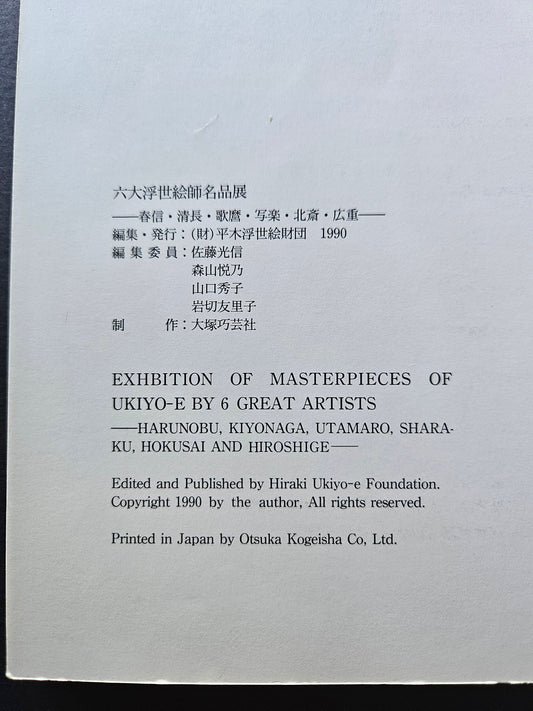 六大浮世絵師名品展
――春信・清長・歌麿・写楽・北斎・広重――
編集・発行：(財)平木浮世絵財団　1990
編集委員：佐藤光信
森山悦乃
山口秀子
岩切友里子
制　　作：大塚巧芸社
EXHBITION OF MASTERPIECES OF
UKIYO-E BY 6 GREAT ARTISTS
――HARUNOBU, KIYONAGA, UTAMARO, SHARA-
KU, HOKUSAI AND HIROSHIGE――
Edited and Published by Hiraki Ukiyo-e Foundation.
Copyright 1990 by the author, All rights reserved.
Printed in Japan by Otsuka Kogeisha Co, Ltd.